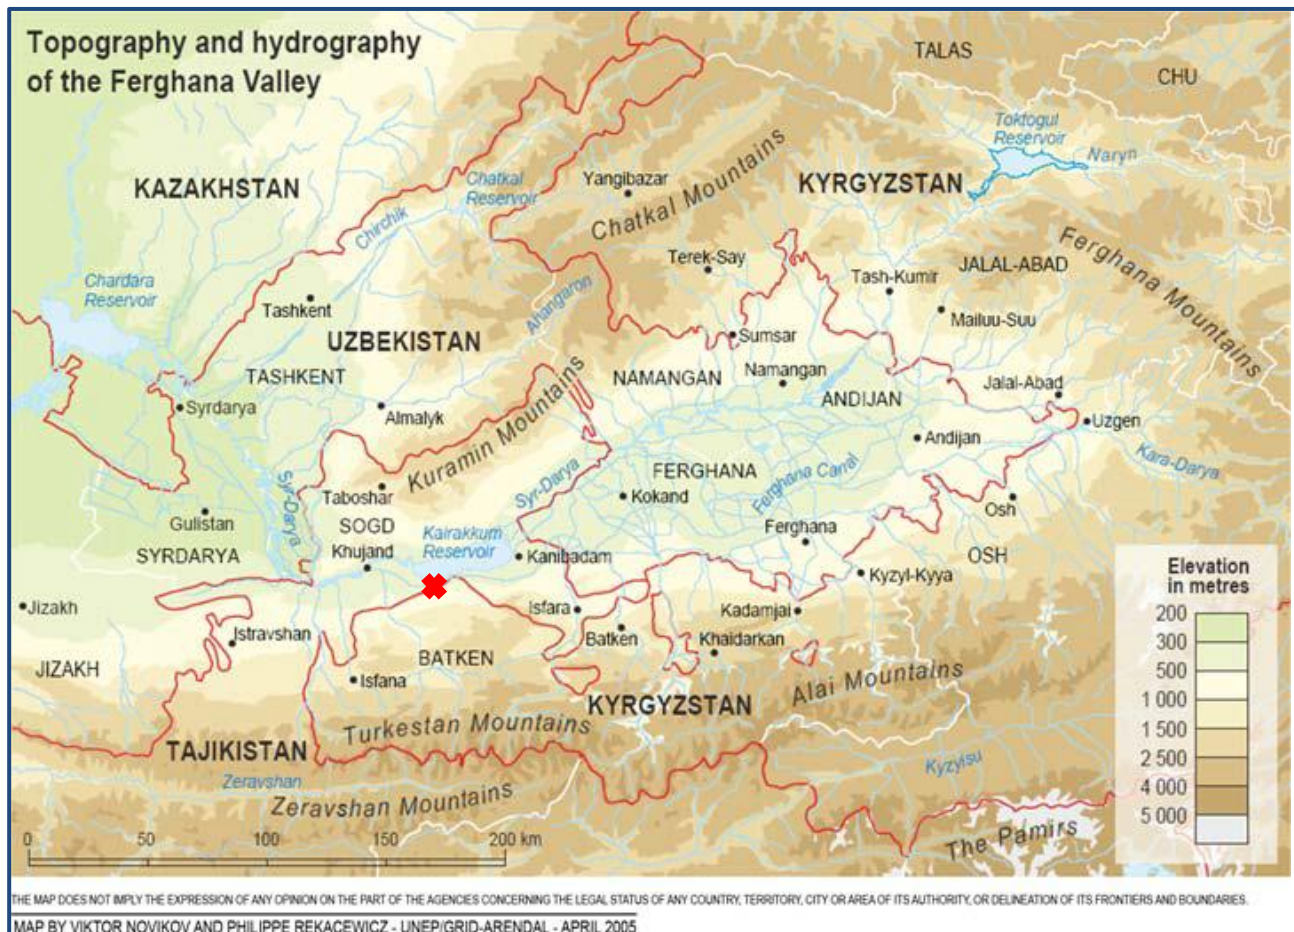 Topography and hydrography
of the Ferghana Valley
TALAS
CHU
Toktogul
Reservoir
Naryn
KAZAKHSTAN
Chatkal
Reservoir
Yangibazar
KYRGYZSTAN
Chatkal Mountains
Chirchik
Ferghana Mountains
Terek-Say
Tash-Kumir
JALAL-ABAD
Chardara
Reservoir
Tashkent
Ahangaron
Mailuu-Suu
UZBEKISTAN
Sumsar
TASHKENT
NAMANGAN
Namangan
Jalal-Abad
ANDIJAN
Syrdarya
Almalyk
Kuramin Mountains
Uzgen
Andijan
Kara-Darya
FERGHANA
Ferghana Canal
Syr-Darya
Taboshar
Syr-Darya
Kokand
Osh
Gulistan
SOGD
Kairakkum
Reservoir
Ferghana
SYRDARYA
Khujand
Kanibadam
OSH
Kyzyl-Kyya
Elevation
in metres
200
300
500
1 000
1 500
2 500
4 000
5 000
Jizakh
Isfara
Kadamjai
Istravshan
Batken
Khaidarkan
JIZAKH
BATKEN
Isfana
Alai Mountains
KYRGYZSTAN
Turkestan Mountains
TAJIKISTAN
Kyzylsu
Zeravshan
Zeravshan Mountains
The Pamirs
0 50 100 150 200 km
THE MAP DOES NOT IMPLY THE EXPRESSION OF ANY OPINION ON THE PART OF THE AGENCIES CONCERNING THE LEGAL STATUS OF ANY COUNTRY, TERRITORY, CITY OR AREA OF ITS AUTHORITY, OR DELINEATION OF ITS FRONTIERS AND BOUNDARIES.
MAP BY VIKTOR NOVIKOV AND PHILIPPE REKACEWICZ - UNEP/GRID-ARENDAL - APRIL 2005